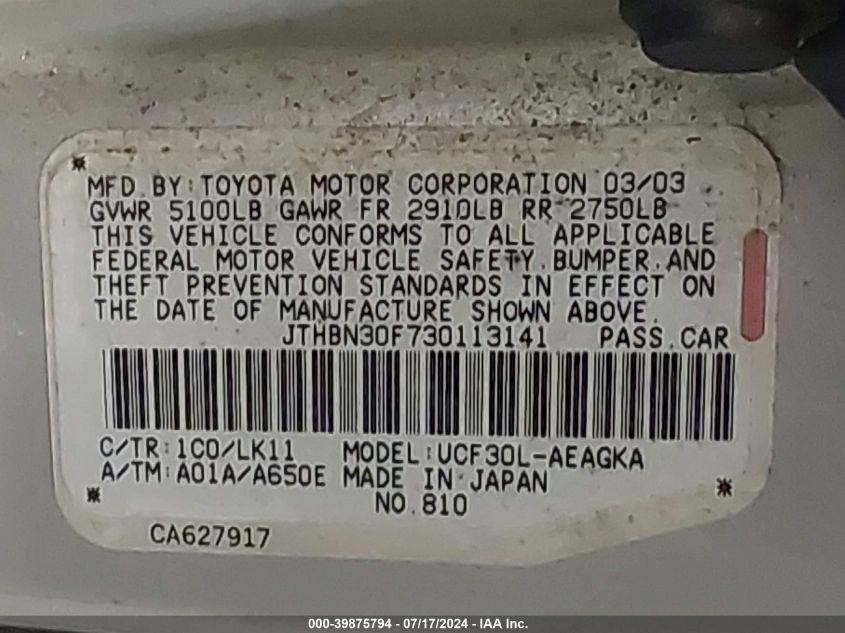 MFD. BY: TOYOTA MOTOR CORPORATION 03/03
GVWR 5100LB GAWR FR 2910LB RR 2750LB
THIS VEHICLE CONFORMS TO ALL APPLICABLE
FEDERAL MOTOR VEHICLE SAFETY, BUMPER, AND
THEFT PREVENTION STANDARDS IN EFFECT ON
THE DATE OF MANUFACTURE SHOWN ABOVE.
JTHBN30F730113141 PASS. CAR
C/TR: 1C0/LK11 MODEL: UCF30L-AEAGKA
A/TM: A01A/A650E MADE IN JAPAN
NO. 810
CA627917
000-39875794 - 07/17/2024 - IAA Inc.